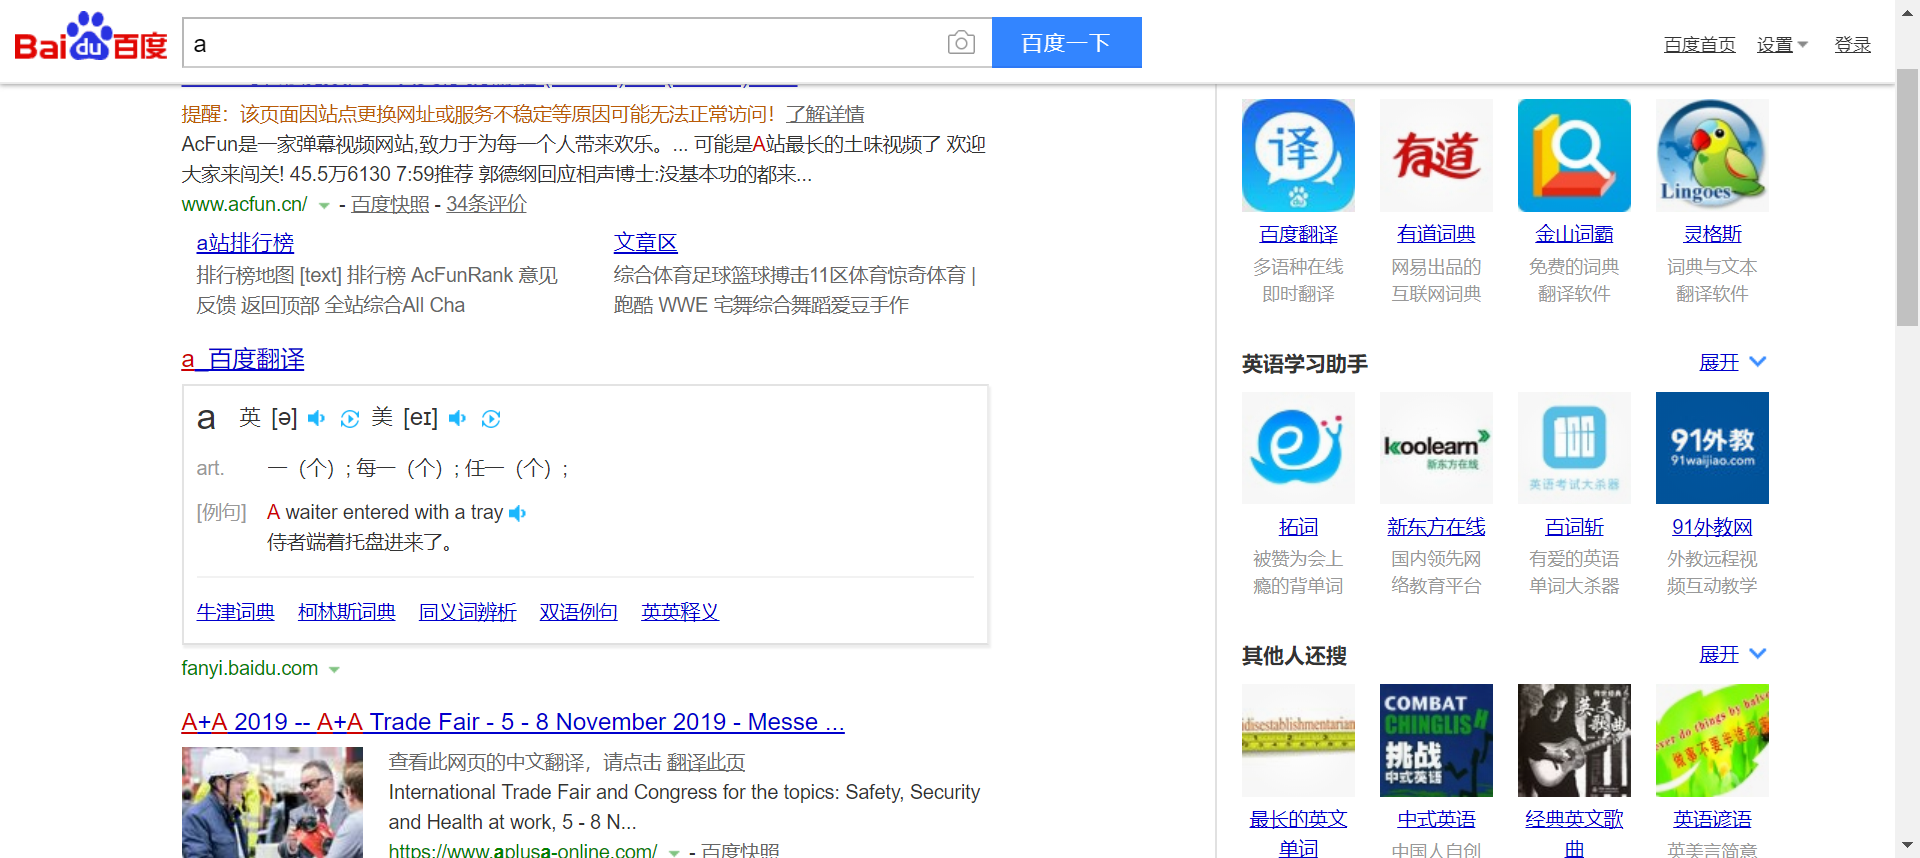 Bai du 百度
a
百度一下
百度首页 设置 登录
提醒：该页面因站点更换网址或服务不稳定等原因可能无法正常访问！了解详情
AcFun是一家弹幕视频网站,致力于为每一个人带来欢乐。... 可能是A站最长的土味视频了 欢迎
大家来闯关! 45.5万6130 7:59推荐 郭德纲回应相声博士:没基本功的都来...
www.acfun.cn/ - 百度快照 - 34条评价
a站排行榜
排行榜地图 [text] 排行榜 AcFunRank 意见
反馈 返回顶部 全站综合All Cha
文章区
综合体育足球篮球搏击11区体育惊奇体育 |
跑酷 WWE 宅舞综合舞蹈爱豆手作
a_百度翻译
a 英 [ə] 美 [eɪ]
art. 一（个）; 每一（个）; 任一（个）;
[例句] A waiter entered with a tray
侍者端着托盘进来了。
牛津词典 柯林斯词典 同义词辨析 双语例句 英英释义
fanyi.baidu.com
A+A 2019 -- A+A Trade Fair - 5 - 8 November 2019 - Messe ...
查看此网页的中文翻译，请点击 翻译此页
International Trade Fair and Congress for the topics: Safety, Security
and Health at work, 5 - 8 N...
https://www.aplusa-online.com/ - 百度快照
译
有道
Lingoes
百度翻译
多语种在线
即时翻译
有道词典
网易出品的
互联网词典
金山词霸
免费的词典
翻译软件
灵格斯
词典与文本
翻译软件
英语学习助手 展开
koolearn
新东方在线
100
英语考试大杀器
91外教
91waijiao.com
拓词
被赞为会上
瘾的背单词
新东方在线
国内领先网
络教育平台
百词斩
有爱的英语
单词大杀器
91外教网
外教远程视
频互动教学
其他人还搜 展开
idisestablishmentarian
COMBAT
CHINGLISH
挑战
中式英语
传世经典
英文
歌曲
ever do things by halve
做事不要半途而
最长的英文
单词
中式英语
中国人自创
经典英文歌
曲
英语谚语
英美言简意